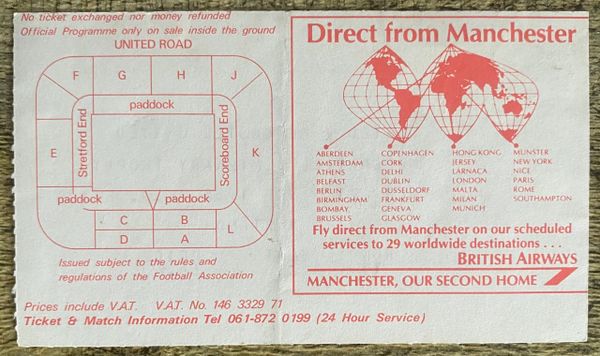 No ticket exchanged nor money refunded
Official Programme only on sale inside the ground
UNITED ROAD
F G H J
paddock
Stretford End
Scoreboard End
E
K
paddock paddock
C B
D A
L
Issued subject to the rules and
regulations of the Football Association
Prices include V.A.T. V.A.T. No. 146 3329 71
Ticket & Match Information Tel 061-872 0199 (24 Hour Service)
Direct from Manchester
ABERDEEN COPENHAGEN HONG KONG MUNSTER
AMSTERDAM CORK JERSEY NEW YORK
ATHENS DELHI LARNACA NICE
BELFAST DUBLIN LONDON PARIS
BERLIN DUSSELDORF MALTA ROME
BIRMINGHAM FRANKFURT MILAN SOUTHAMPTON
BOMBAY GENEVA MUNICH
BRUSSELS GLASGOW
Fly direct from Manchester on our scheduled
services to 29 worldwide destinations . . .
BRITISH AIRWAYS
MANCHESTER, OUR SECOND HOME